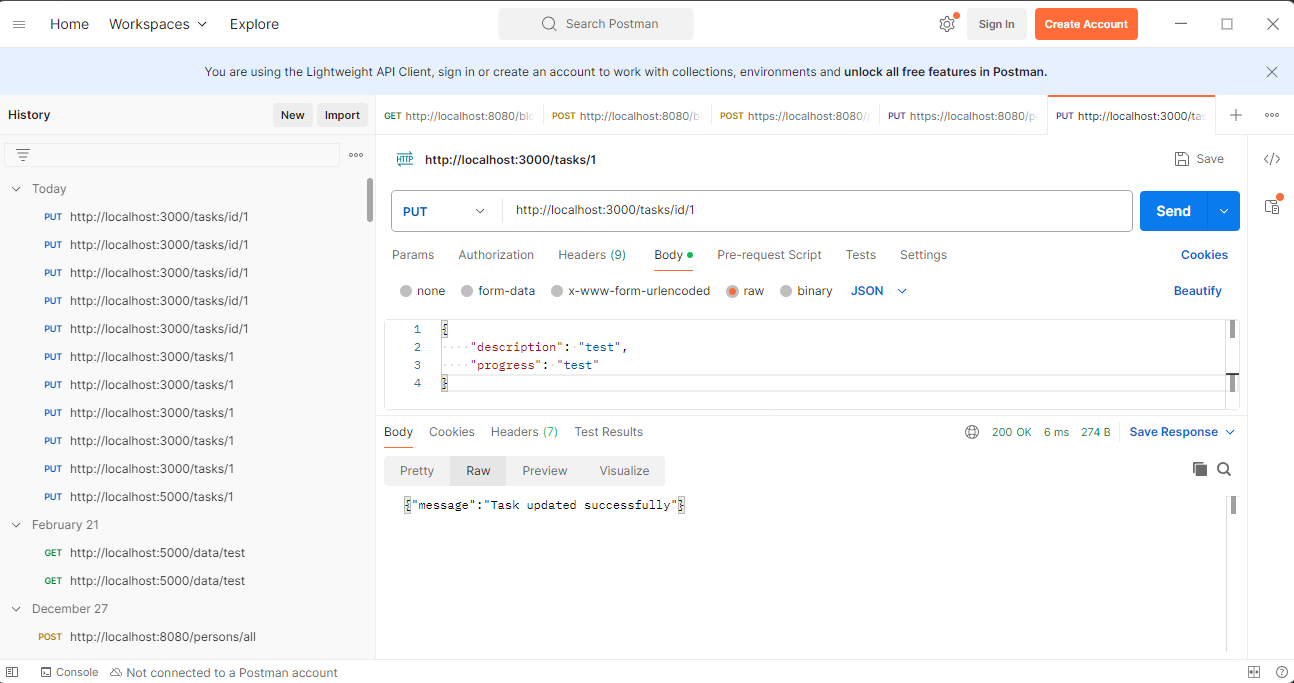 Home Workspaces Explore Search Postman Sign In Create Account
You are using the Lightweight API Client, sign in or create an account to work with collections, environments and unlock all free features in Postman.
History New Import
GET http://localhost:8080/blo POST http://localhost:8080/b POST https://localhost:8080/ PUT https://localhost:8080/p PUT http://localhost:3000/tas
HTTP http://localhost:3000/tasks/1 Save
PUT http://localhost:3000/tasks/id/1 Send
Params Authorization Headers (9) Body Pre-request Script Tests Settings Cookies
none form-data x-www-form-urlencoded raw binary JSON Beautify
1 {
2 "description": "test",
3 "progress": "test"
4 }
Body Cookies Headers (7) Test Results 200 OK 6 ms 274 B Save Response
Pretty Raw Preview Visualize
{"message":"Task updated successfully"}
Today
PUT http://localhost:3000/tasks/id/1
PUT http://localhost:3000/tasks/id/1
PUT http://localhost:3000/tasks/id/1
PUT http://localhost:3000/tasks/id/1
PUT http://localhost:3000/tasks/id/1
PUT http://localhost:3000/tasks/1
PUT http://localhost:3000/tasks/1
PUT http://localhost:3000/tasks/1
PUT http://localhost:3000/tasks/1
PUT http://localhost:3000/tasks/1
PUT http://localhost:5000/tasks/1
February 21
GET http://localhost:5000/data/test
GET http://localhost:5000/data/test
December 27
POST http://localhost:8080/persons/all
Console Not connected to a Postman account